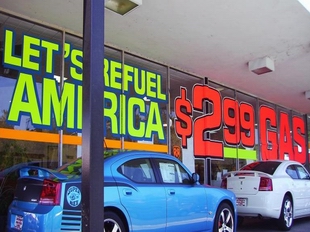 LET'S REFUEL
AMERICA.
$2.99 GAS